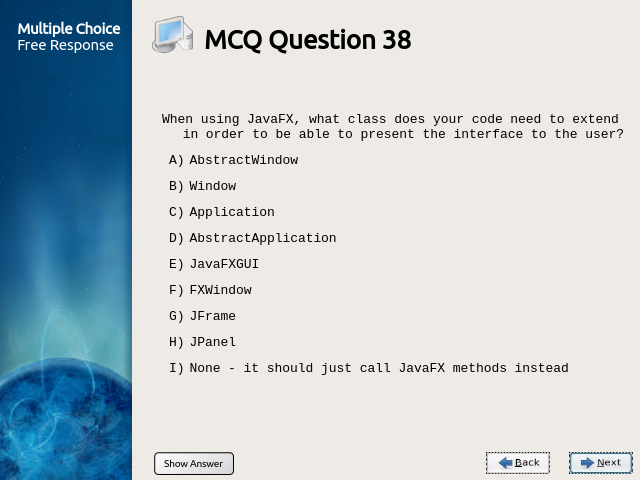 Multiple Choice
Free Response
MCQ Question 38
When using JavaFX, what class does your code need to extend
in order to be able to present the interface to the user?
A) AbstractWindow
B) Window
C) Application
D) AbstractApplication
E) JavaFXGUI
F) FXWindow
G) JFrame
H) JPanel
I) None - it should just call JavaFX methods instead
Show Answer
Back
Next